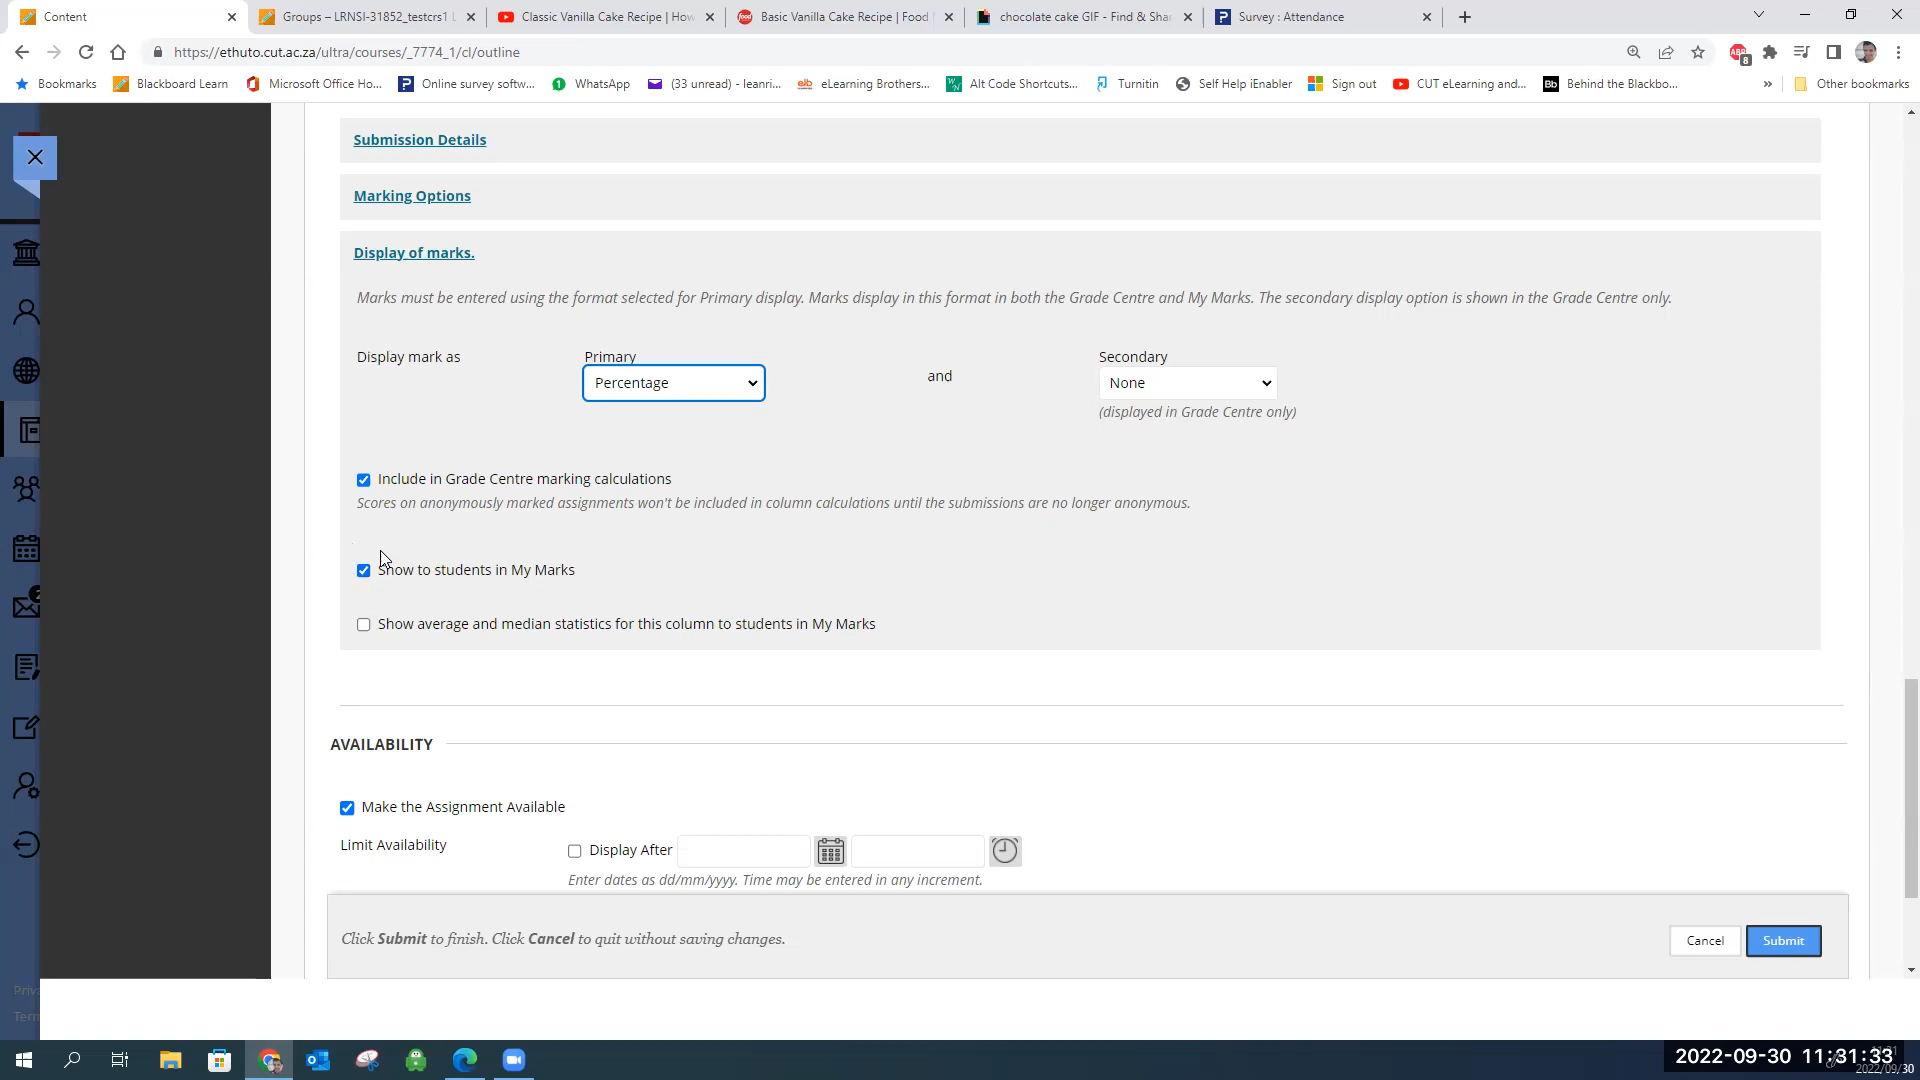 Content
Groups – LRNSI-31852_testcrs1
Classic Vanilla Cake Recipe | How
Basic Vanilla Cake Recipe | Food
chocolate cake GIF - Find & Sha
Survey : Attendance
https://ethuto.cut.ac.za/ultra/courses/_7774_1/cl/outline
8
Bookmarks
Blackboard Learn
Microsoft Office Ho...
Online survey softw...
WhatsApp
(33 unread) - leanri...
eLearning Brothers...
Alt Code Shortcuts...
Turnitin
Self Help iEnabler
Sign out
CUT eLearning and...
Behind the Blackbo...
»
Other bookmarks
Submission Details
Marking Options
Display of marks.
Marks must be entered using the format selected for Primary display. Marks display in this format in both the Grade Centre and My Marks. The secondary display option is shown in the Grade Centre only.
Display mark as
Primary
Percentage
and
Secondary
None
(displayed in Grade Centre only)
Include in Grade Centre marking calculations
Scores on anonymously marked assignments won't be included in column calculations until the submissions are no longer anonymous.
Show to students in My Marks
Show average and median statistics for this column to students in My Marks
AVAILABILITY
Make the Assignment Available
Limit Availability
Display After
Enter dates as dd/mm/yyyy. Time may be entered in any increment.
Click Submit to finish. Click Cancel to quit without saving changes.
Cancel
Submit
Priv
Term
2022-09-30 11:31:33
2022/09/30